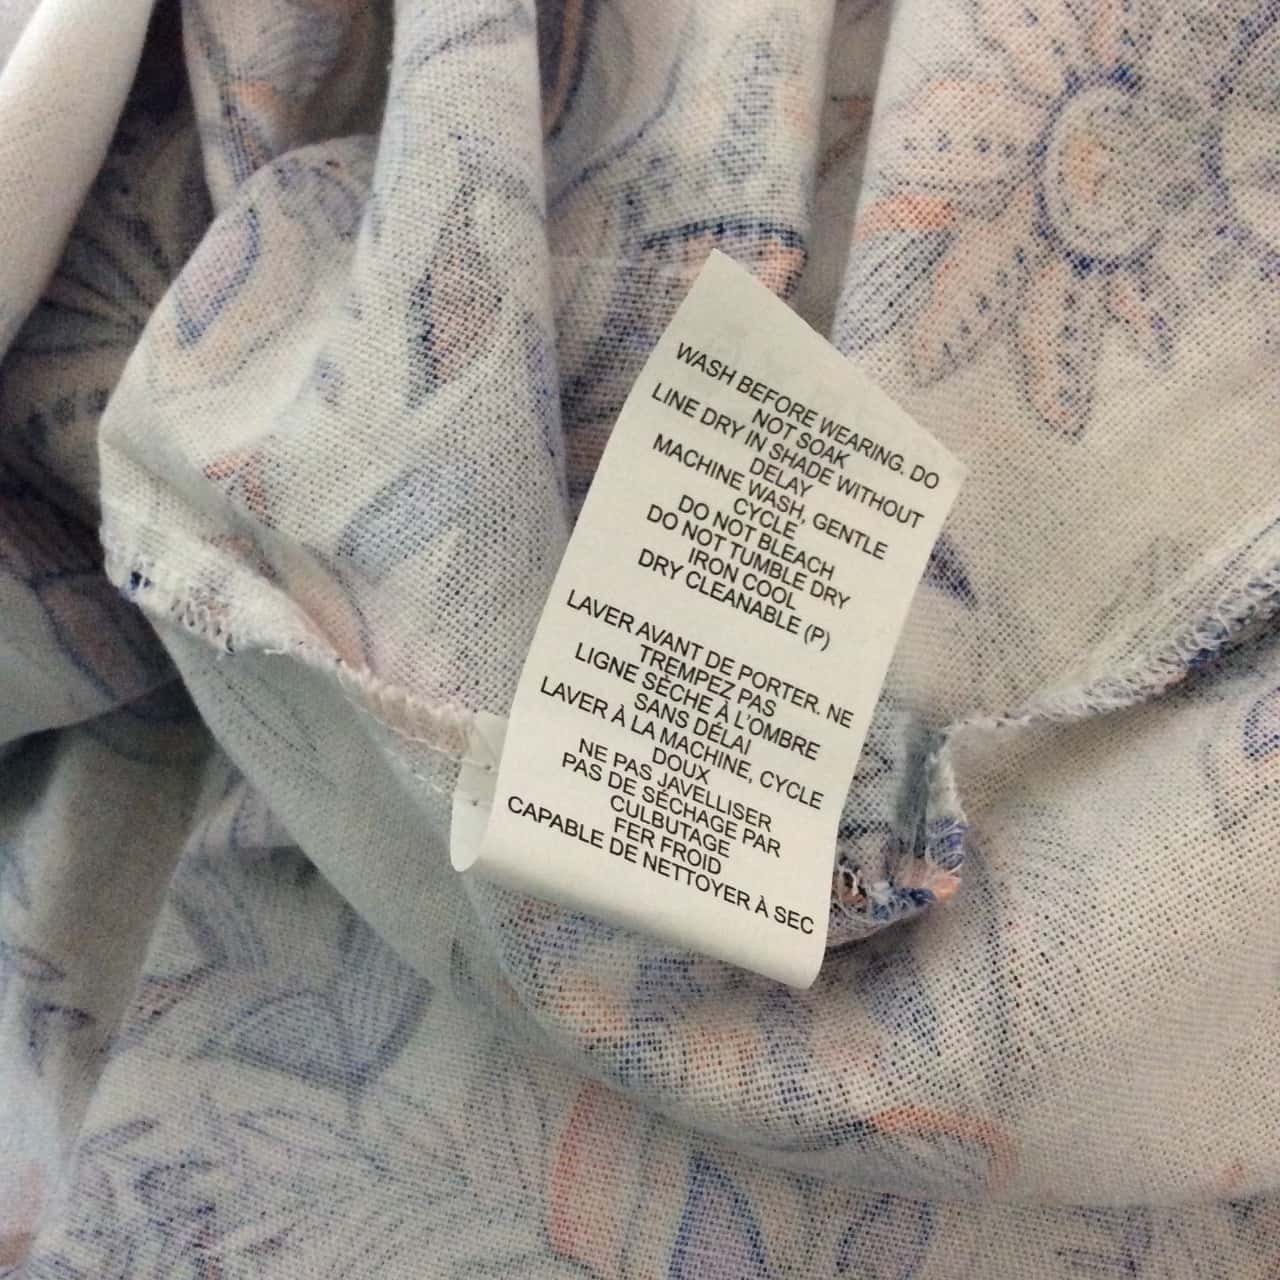 WASH BEFORE WEARING. DO
NOT SOAK
LINE DRY IN SHADE WITHOUT
DELAY
MACHINE WASH, GENTLE
CYCLE
DO NOT BLEACH
DO NOT TUMBLE DRY
IRON COOL
DRY CLEANABLE (P)
LAVER AVANT DE PORTER. NE
TREMPEZ PAS
LIGNE SÈCHE À L'OMBRE
SANS DÉLAI
LAVER À LA MACHINE, CYCLE
DOUX
NE PAS JAVELLISER
PAS DE SÉCHAGE PAR
CULBUTAGE
FER FROID
CAPABLE DE NETTOYER À SEC